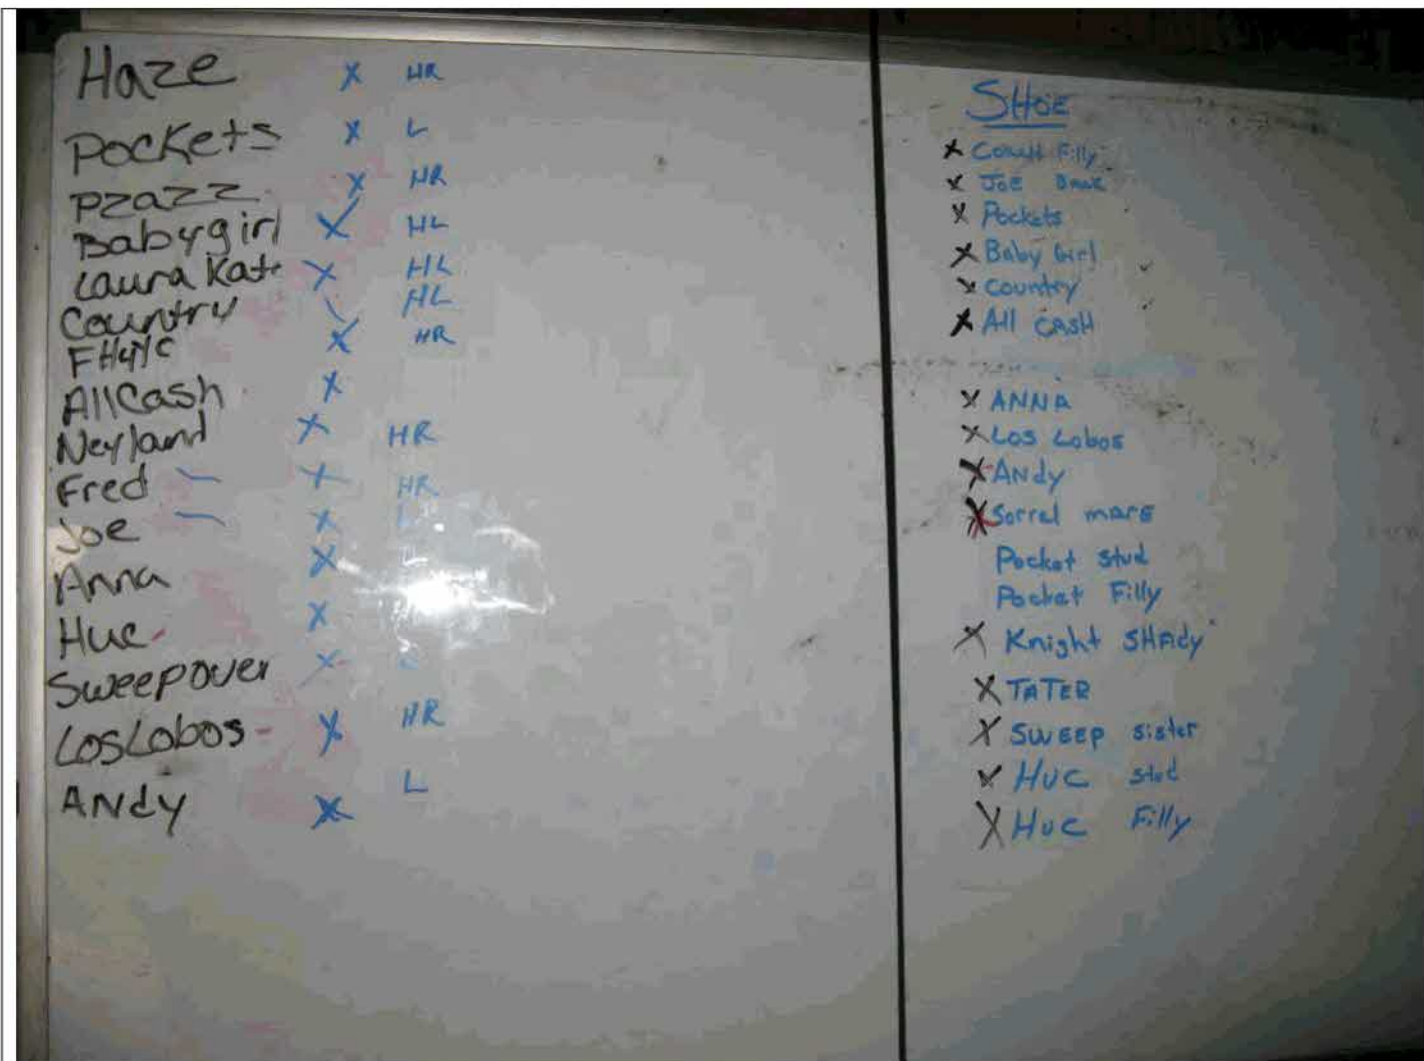 Haze X HR
Pockets X L
PZazz X HR
Babygirl X HL
Laura Kate X HL
Country \ HL
X HR
AllCash X
Neyland X HR
Fred — X HR
Joe — X L
Anna X
Huc - X
Sweepover X L
LosLobos - X HR
ANdy X L
SHOE
X Filly
X JOE
X Pockets
X Baby Girl
X Country
X All CASH
X ANNA
X LOS Lobos
X ANdy
X Sorrel marE
Pocket Stud
Pocket Filly
X Knight SHAdy
X TATER
X SWEEP sister
X HUC stud
X HUC Filly